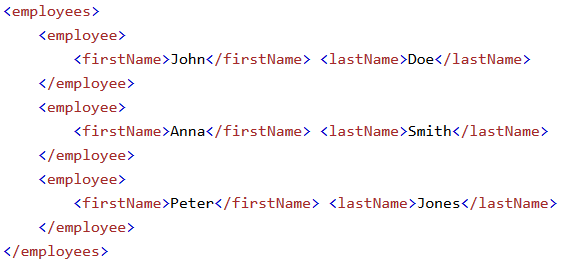 <employees>
    <employee>
        <firstName>John</firstName> <lastName>Doe</lastName>
    </employee>
    <employee>
        <firstName>Anna</firstName> <lastName>Smith</lastName>
    </employee>
    <employee>
        <firstName>Peter</firstName> <lastName>Jones</lastName>
    </employee>
</employees>